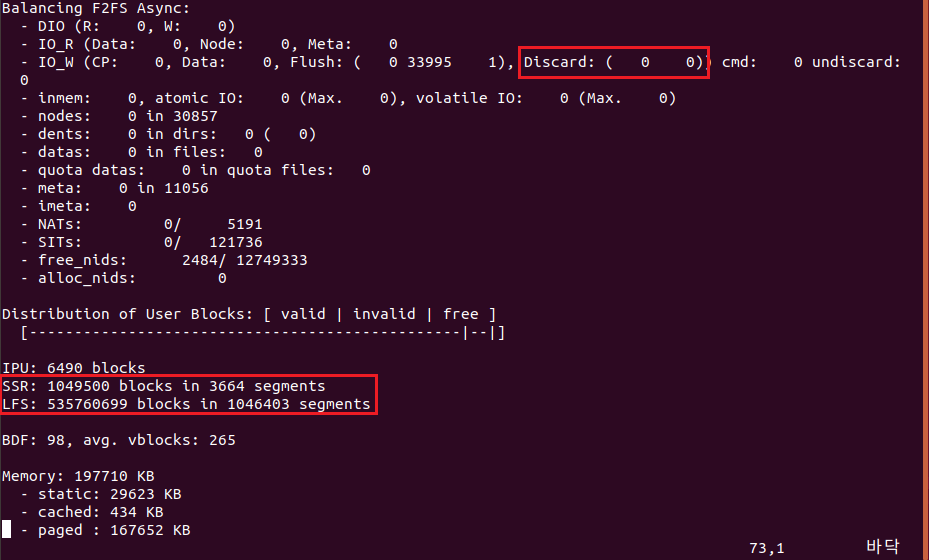 Balancing F2FS Async:
  - DIO (R:    0, W:    0)
  - IO_R (Data:    0, Node:    0, Meta:    0
  - IO_W (CP:    0, Data:    0, Flush: (   0 33995    1), Discard: (   0    0)) cmd:    0 undiscard:
0
  - inmem:    0, atomic IO:    0 (Max.    0), volatile IO:    0 (Max.    0)
  - nodes:    0 in 30857
  - dents:    0 in dirs:   0 (   0)
  - datas:    0 in files:   0
  - quota datas:    0 in quota files:   0
  - meta:    0 in 11056
  - imeta:    0
  - NATs:         0/     5191
  - SITs:         0/   121736
  - free_nids:      2484/ 12749333
  - alloc_nids:         0
Distribution of User Blocks: [ valid | invalid | free ]
  [------------------------------------------------|--|]
IPU: 6490 blocks
SSR: 1049500 blocks in 3664 segments
LFS: 535760699 blocks in 1046403 segments
BDF: 98, avg. vblocks: 265
Memory: 197710 KB
  - static: 29623 KB
  - cached: 434 KB
  - paged : 167652 KB
73,1 바닥